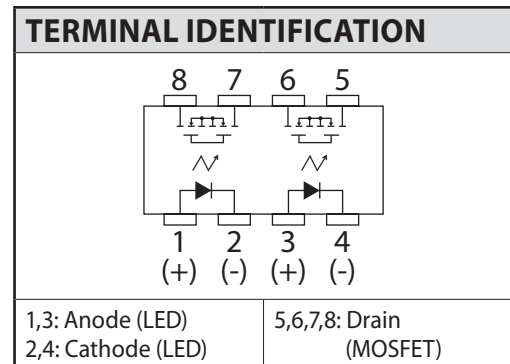 TERMINAL IDENTIFICATION
8 7 6 5
1 2 3 4
(+) (-) (+) (-)
1,3: Anode (LED)
2,4: Cathode (LED)
5,6,7,8: Drain
(MOSFET)